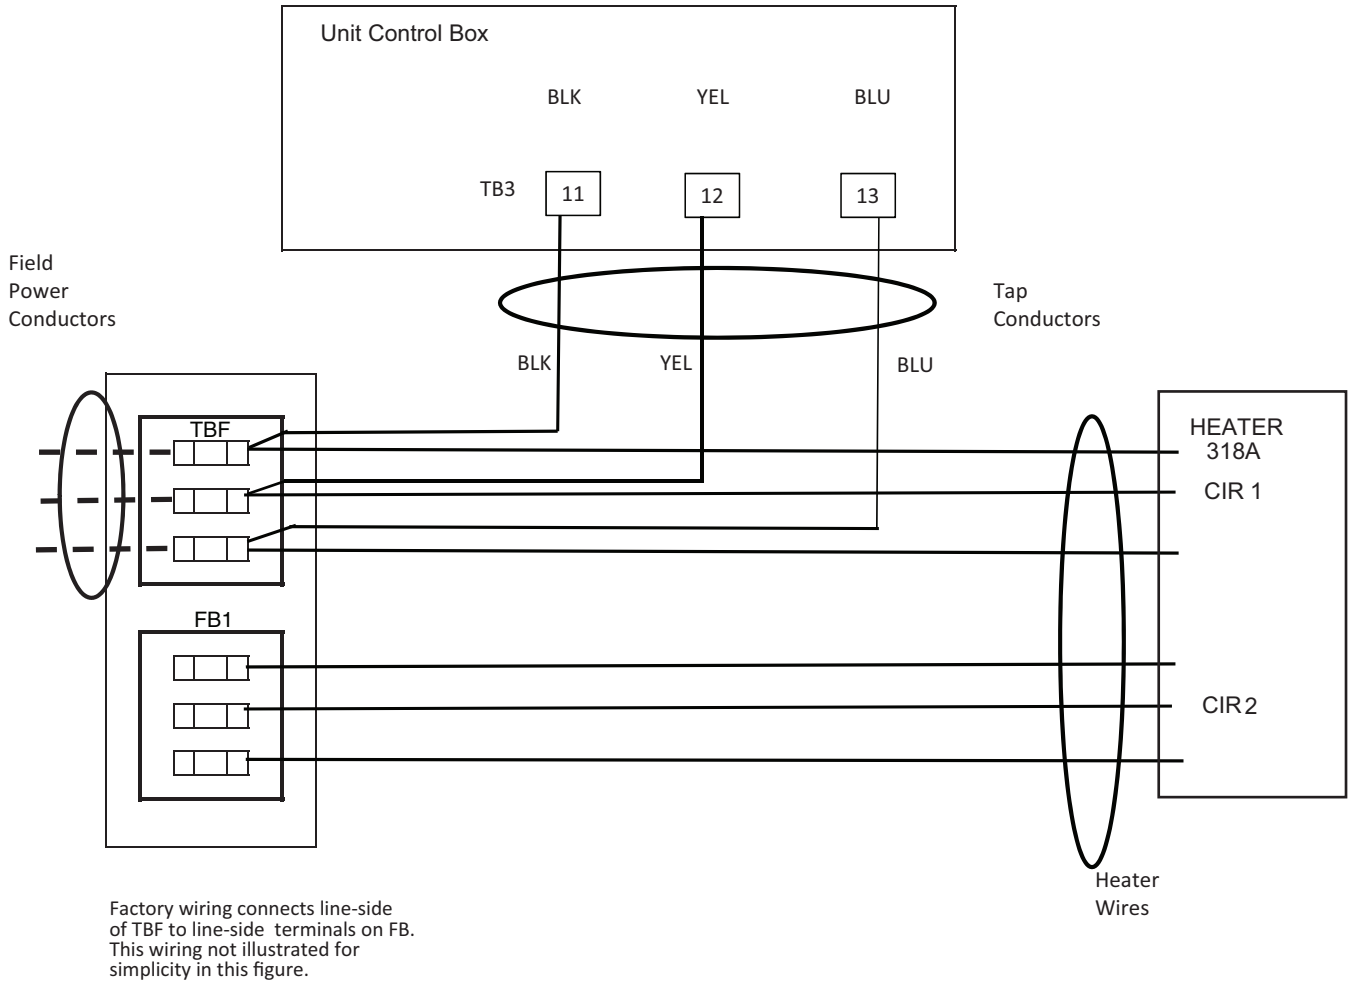 Unit Control Box
BLK
YEL
BLU
TB3
11
12
13
Field
Power
Conductors
Tap
Conductors
BLK
YEL
BLU
TBF
HEATER
318A
CIR 1
FB1
CIR 2
Heater
Wires
Factory wiring connects line-side
of TBF to line-side terminals on FB.
This wiring not illustrated for
simplicity in this figure.